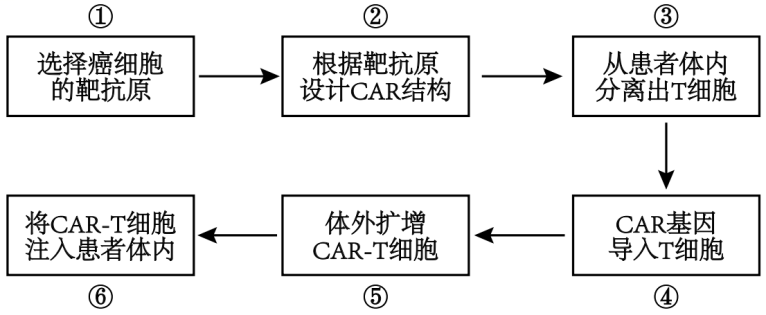 ①
选择癌细胞
的靶抗原
②
根据靶抗原
设计CAR结构
③
从患者体内
分离出T细胞
CAR基因
导入T细胞
④
体外扩增
CAR-T细胞
⑤
将CAR-T细胞
注入患者体内
⑥